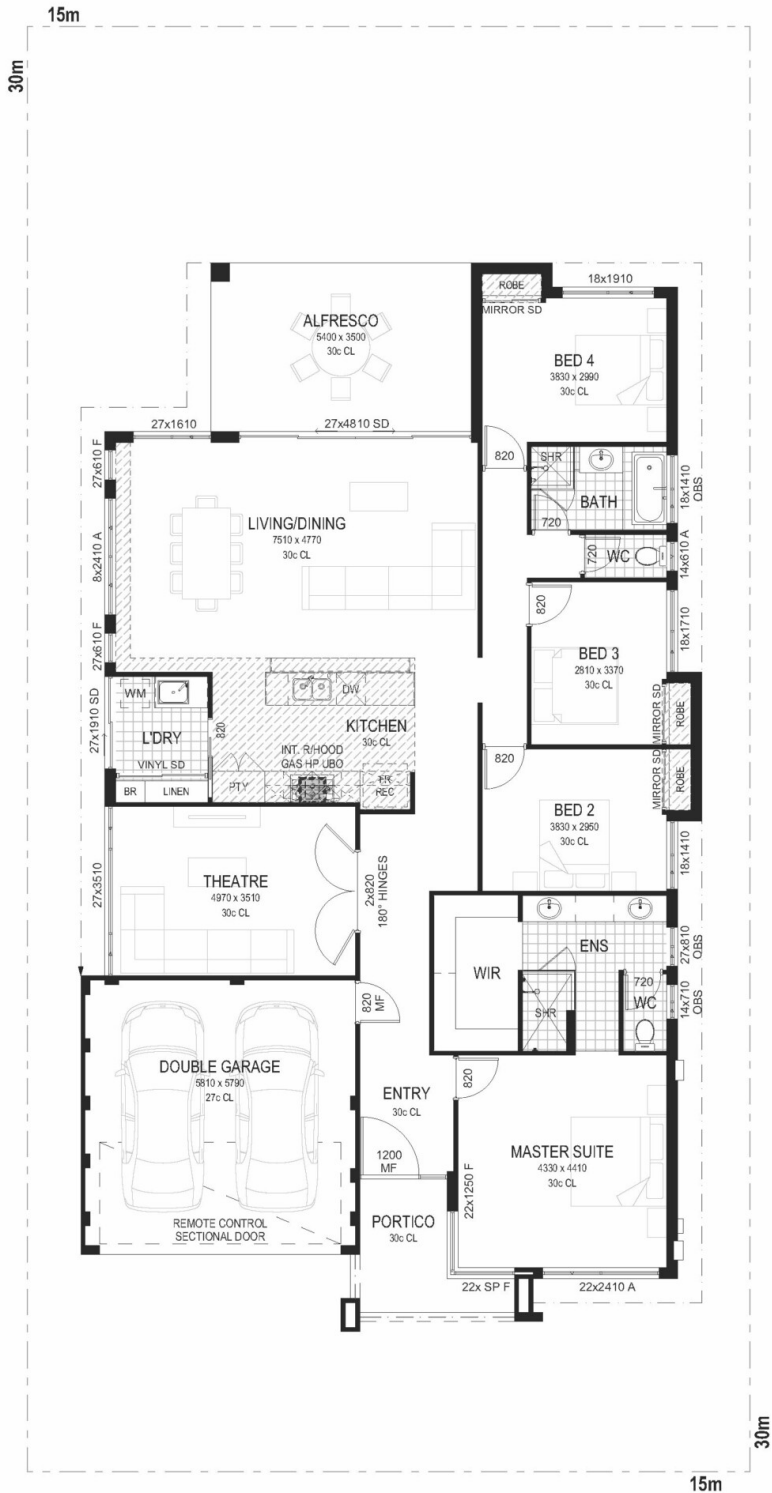 15m
30m
ROBE
18x1910
MIRROR SD
ALFRESCO
5400 x 3500
30c CL
BED 4
3830 x 2990
30c CL
27x1610
27x4810 SD
820
27x610 F
SHR
BATH
18x1410
OBS
720
LIVING/DINING
7510 x 4770
30c CL
8x2410 A
720
WC
14x610 A
820
27x610 F
18x1710
BED 3
2810 x 3370
30c CL
27x1910 SD
WM
DW
MIRROR SD
ROBE
L'DRY
820
KITCHEN
30c CL
VINYL SD
INT. R/HOOD
GAS HP UBO
820
BR
LINEN
PTY
FR
REC
MIRROR SD
ROBE
BED 2
3830 x 2950
30c CL
18x1410
27x3510
THEATRE
4970 x 3510
30c CL
2x820
180° HINGES
ENS
27x810
OBS
WIR
820
MF
SHR
720
WC
14x710
OBS
DOUBLE GARAGE
5810 x 5790
27c CL
ENTRY
30c CL
820
1200
MF
22x1250 F
MASTER SUITE
4330 x 4410
30c CL
REMOTE CONTROL
SECTIONAL DOOR
PORTICO
30c CL
22x SP F
22x2410 A
30m
15m